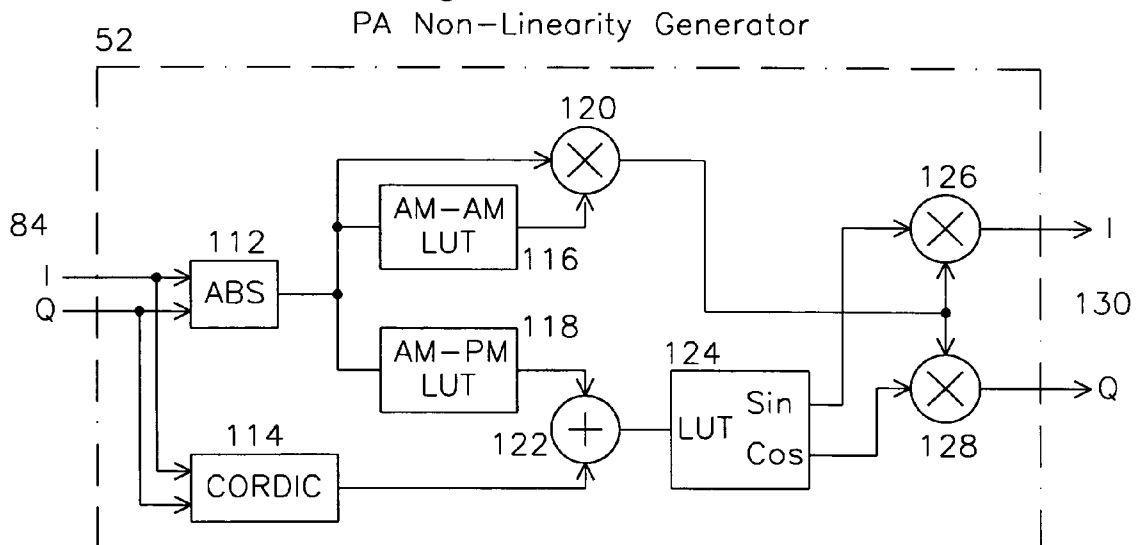 PA Non-Linearity Generator
52
120
126
84
112
AM-AM
LUT
116
I
I
ABS
Q
130
118
124
AM-PM
LUT
Sin
LUT
Q
114
122
Cos
128
CORDIC